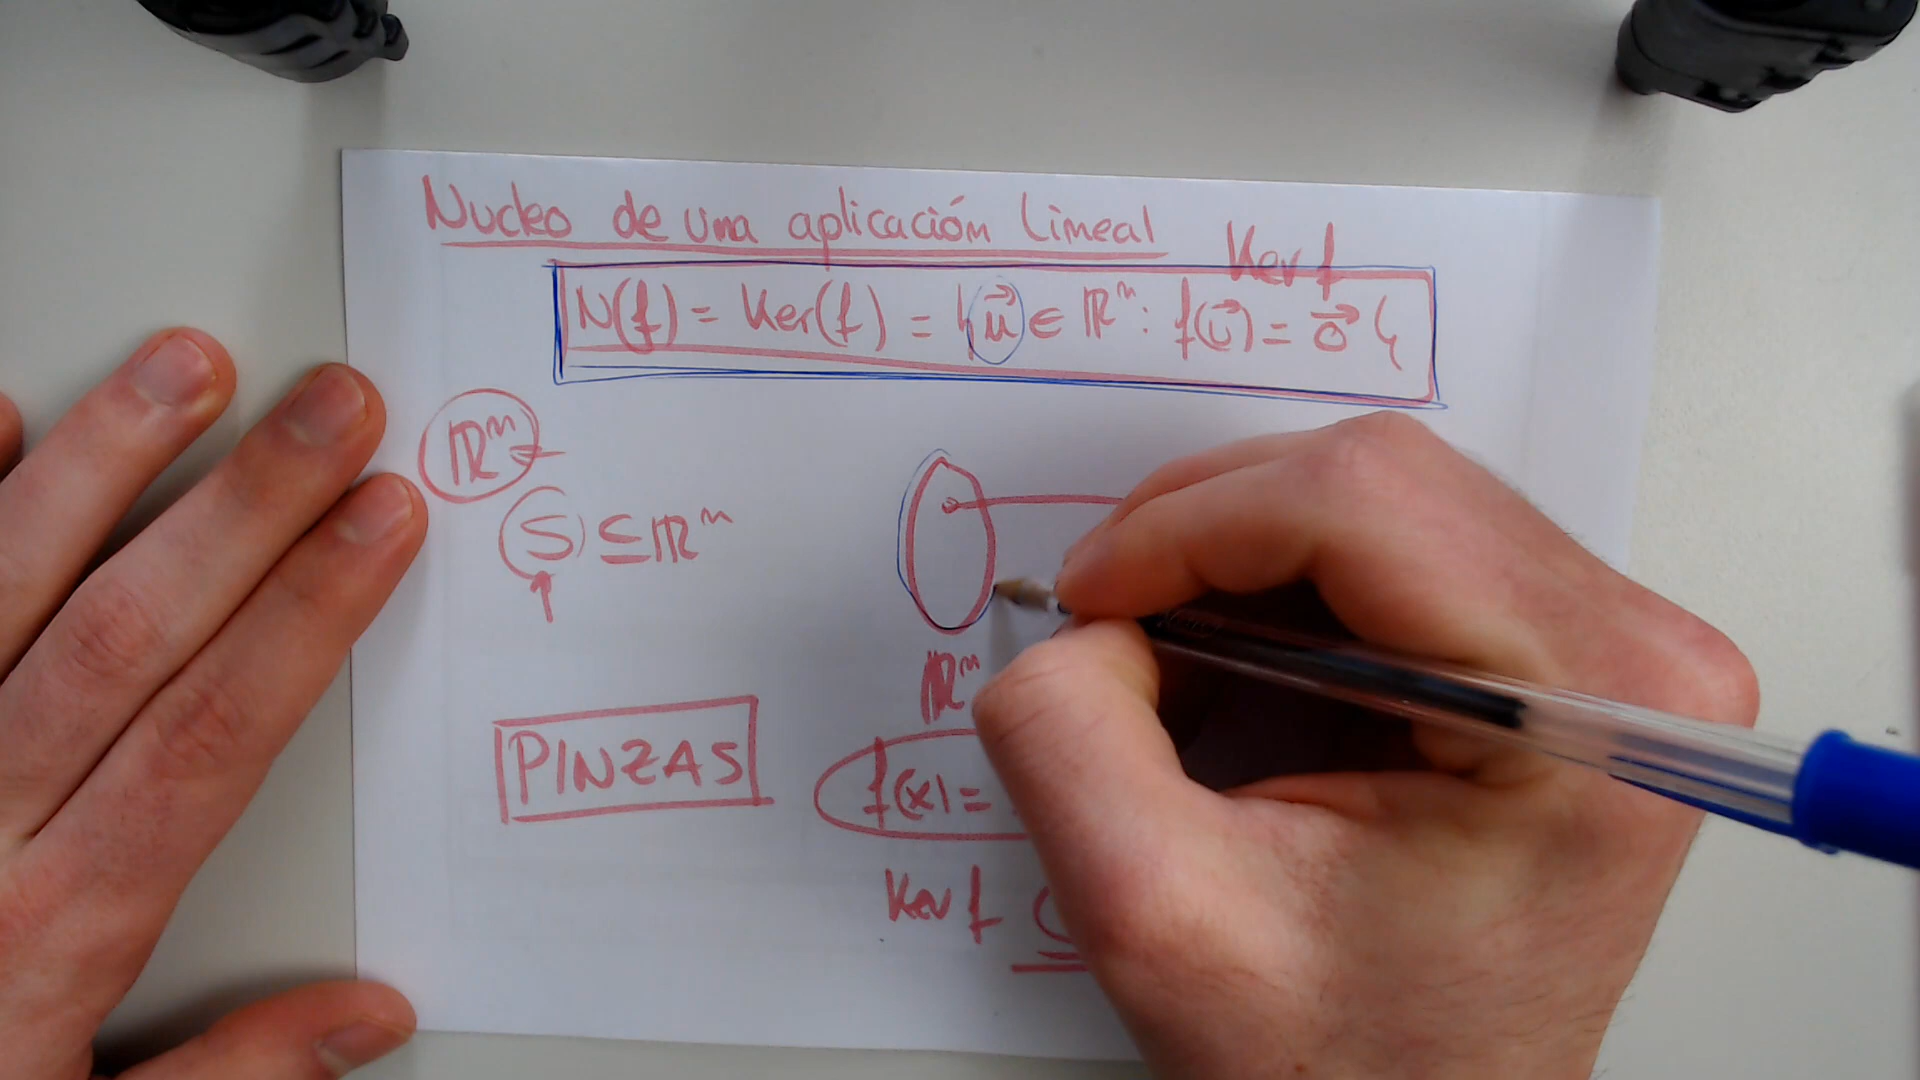 Nucleo de una aplicación lineal
Ker f
N(f) = Ker(f) = {u⃗ ∈ ℝⁿ : f(u⃗) = 0⃗}
ℝⁿ
S ⊆ ℝⁿ
ℝⁿ
PINZAS
f(x) =
Ker f ⊆